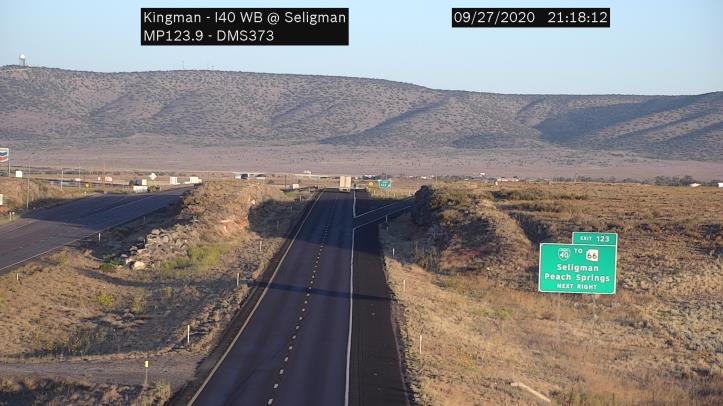 Kingman - I40 WB @ Seligman
MP123.9 - DMS373
09/27/2020 21:18:12
EXIT 123
40 TO 66
Seligman
Peach Springs
NEXT RIGHT